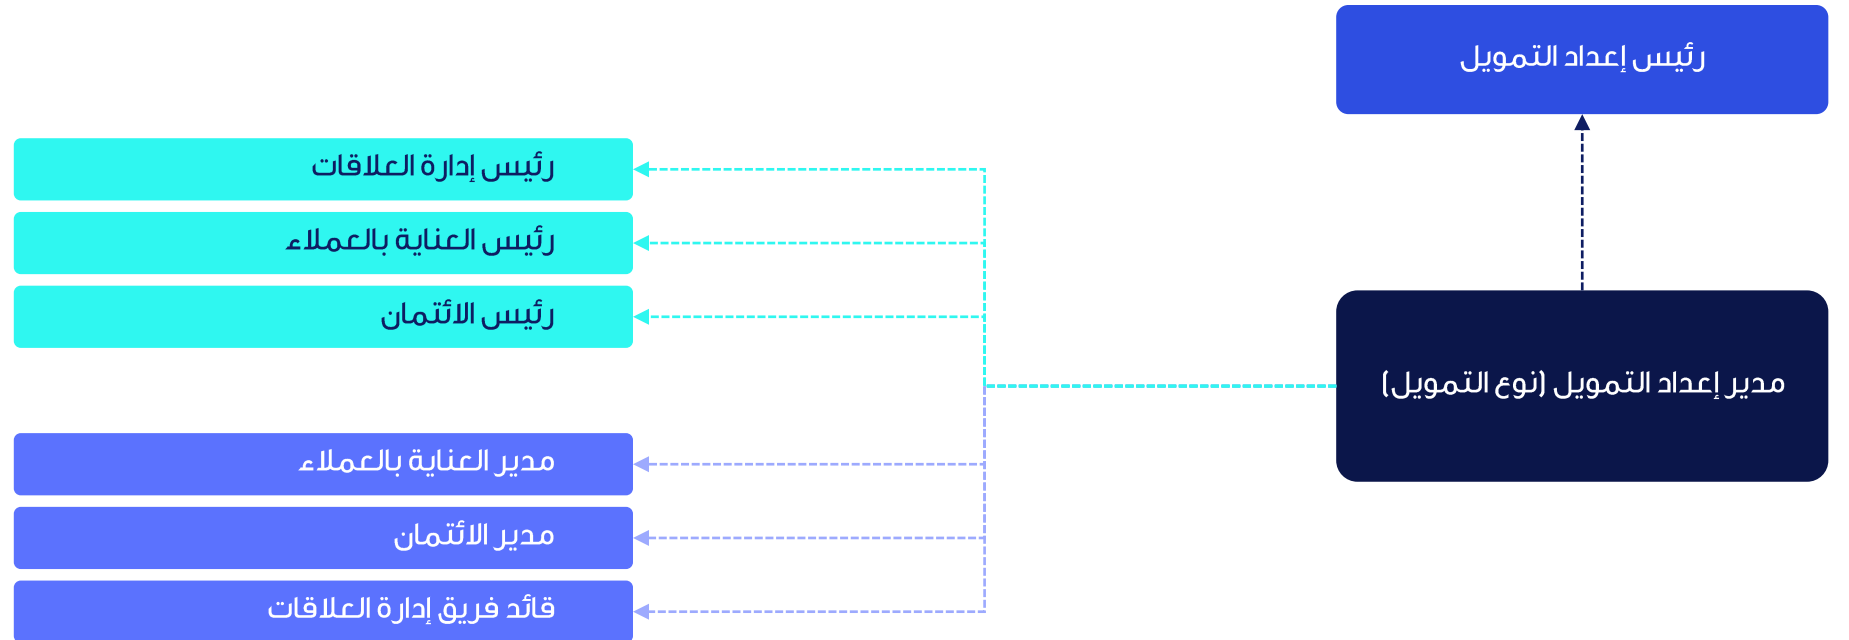 رئيس إعداد التمويل
مدير إعداد التمويل (نوع التمويل)
رئيس إدارة العلاقات
رئيس العناية بالعملاء
رئيس الائتمان
مدير العناية بالعملاء
مدير الائتمان
قائد فريق إدارة العلاقات